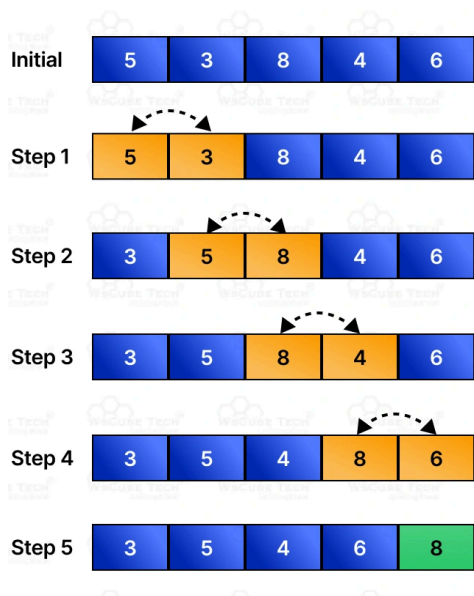 Initial 5 3 8 4 6
Step 1 5 3 8 4 6
Step 2 3 5 8 4 6
Step 3 3 5 8 4 6
Step 4 3 5 4 8 6
Step 5 3 5 4 6 8